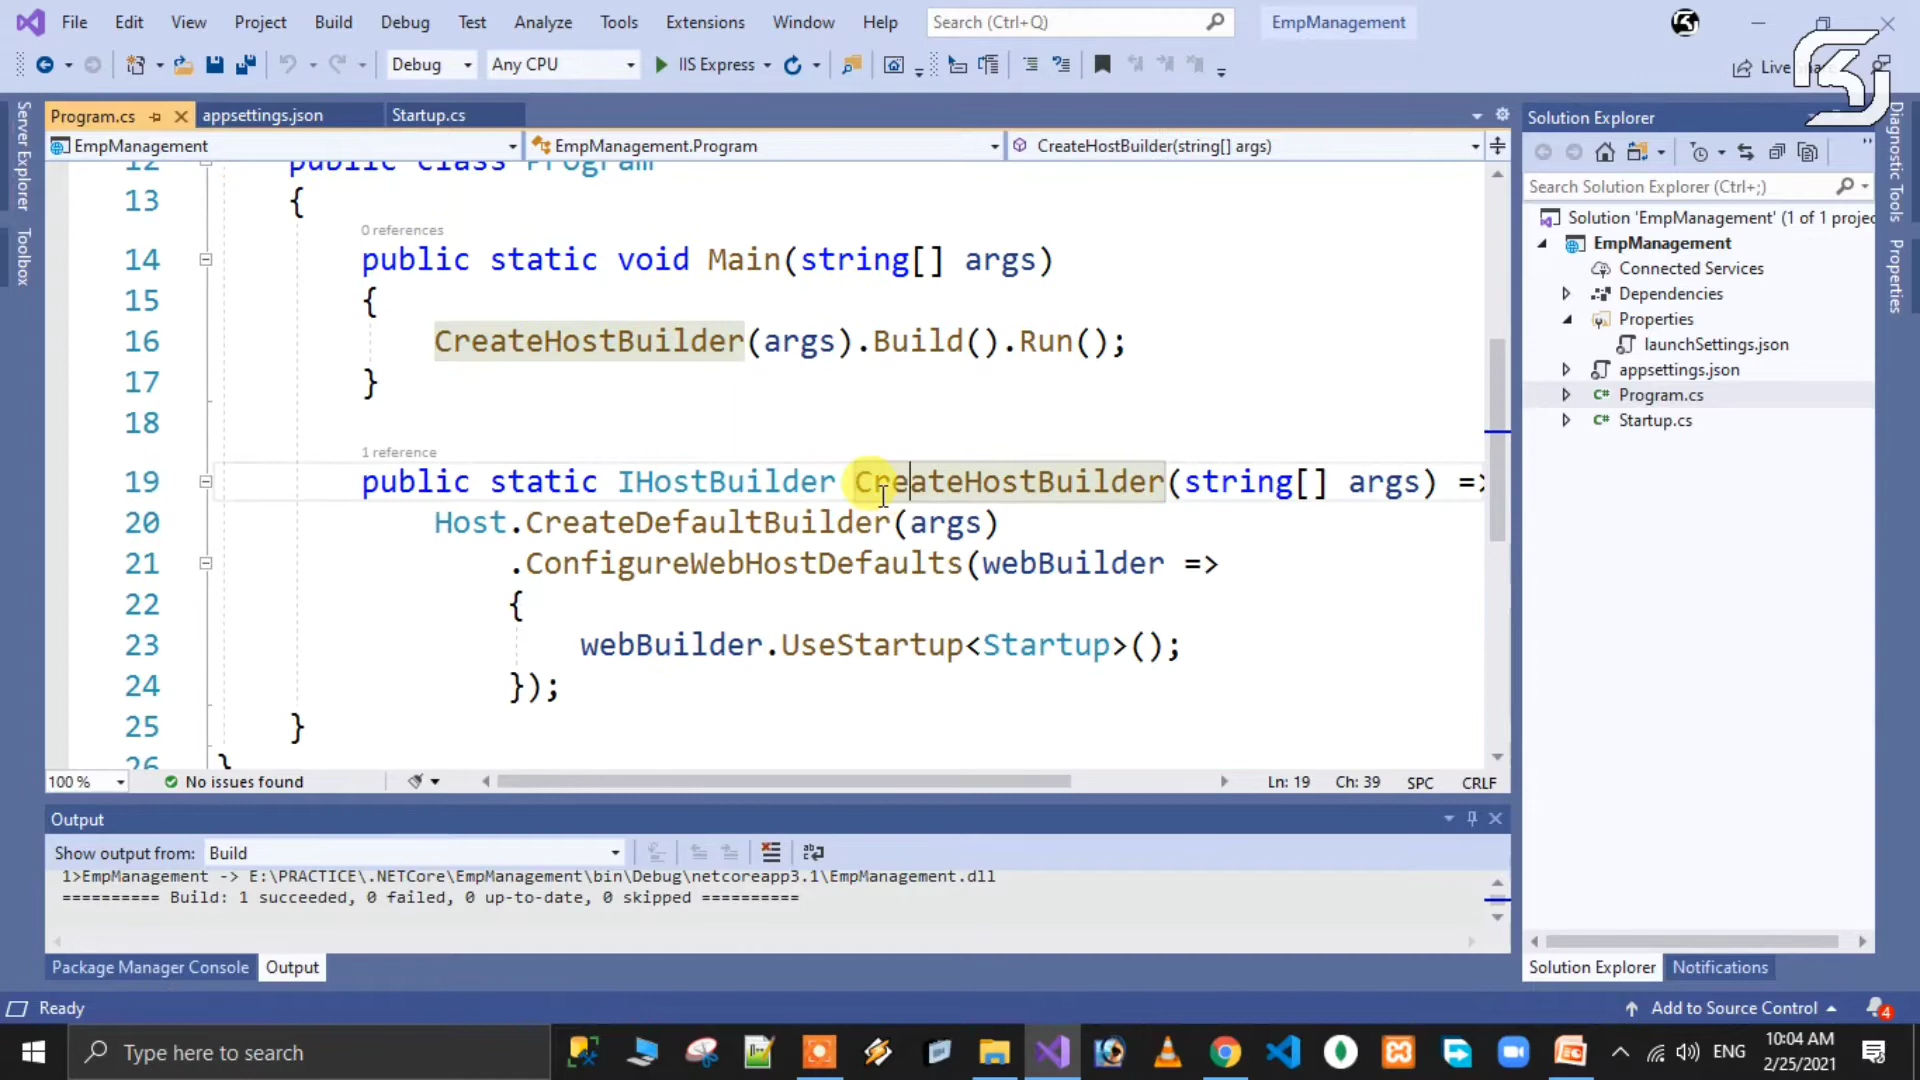 File Edit View Project Build Debug Test Analyze Tools Extensions Window Help Search (Ctrl+Q) EmpManagement
Debug Any CPU IIS Express Live
Server Explorer
Toolbox
Program.cs appsettings.json Startup.cs
EmpManagement EmpManagement.Program CreateHostBuilder(string[] args)
12 public class Program
13 {
0 references
14 public static void Main(string[] args)
15 {
16 CreateHostBuilder(args).Build().Run();
17 }
18
1 reference
19 public static IHostBuilder CreateHostBuilder(string[] args) =>
20 Host.CreateDefaultBuilder(args)
21 .ConfigureWebHostDefaults(webBuilder =>
22 {
23 webBuilder.UseStartup<Startup>();
24 });
25 }
26 }
100 % No issues found Ln: 19 Ch: 39 SPC CRLF
Output
Show output from: Build
1>EmpManagement -> E:\PRACTICE\.NETCore\EmpManagement\bin\Debug\netcoreapp3.1\EmpManagement.dll
========== Build: 1 succeeded, 0 failed, 0 up-to-date, 0 skipped ==========
Package Manager Console Output
Solution Explorer
Search Solution Explorer (Ctrl+;)
Solution 'EmpManagement' (1 of 1 projec
EmpManagement
Connected Services
Dependencies
Properties
launchSettings.json
appsettings.json
C# Program.cs
C# Startup.cs
Solution Explorer Notifications
Diagnostic Tools
Properties
Ready Add to Source Control 4
Type here to search ENG 10:04 AM
2/25/2021